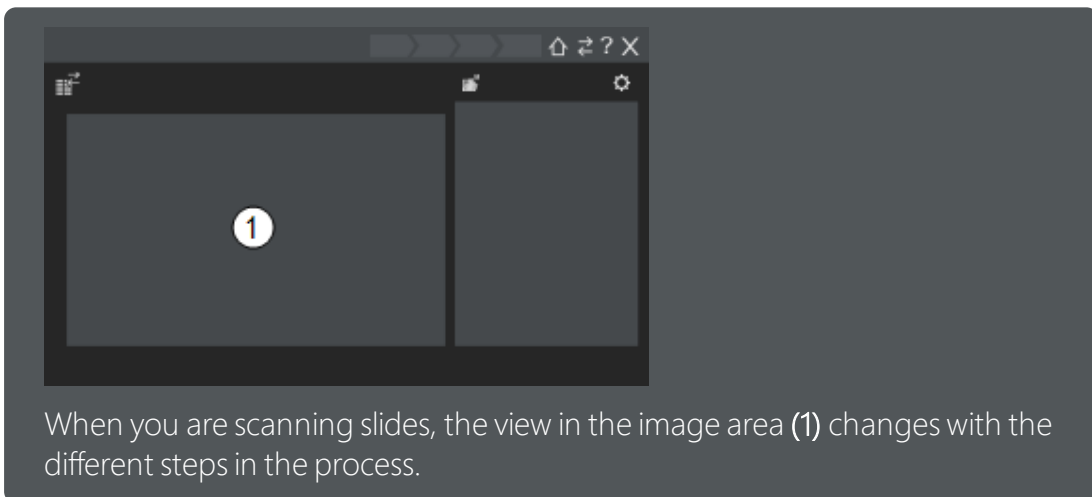 ?
1
When you are scanning slides, the view in the image area (1) changes with the
different steps in the process.